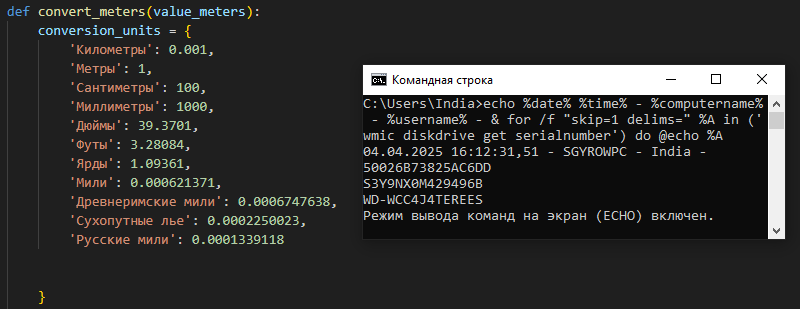 def convert_meters(value_meters):
conversion_units = {
'Километры': 0.001,
'Метры': 1,
'Сантиметры': 100,
'Миллиметры': 1000,
'Дюймы': 39.3701,
'Футы': 3.28084,
'Ярды': 1.09361,
'Мили': 0.000621371,
'Древнеримские мили': 0.0006747638,
'Сухопутные лье': 0.0002250023,
'Русские мили': 0.0001339118
}
Командная строка
C:\Users\India>echo %date% %time% - %computername%
- %username% - & for /f "skip=1 delims=" %A in ('
wmic diskdrive get serialnumber') do @echo %A
04.04.2025 16:12:31,51 - SGYROWPC - India -
50026B73825AC6DD
S3Y9NX0M429496B
WD-WCC4J4TEREES
Режим вывода команд на экран (ECHO) включен.